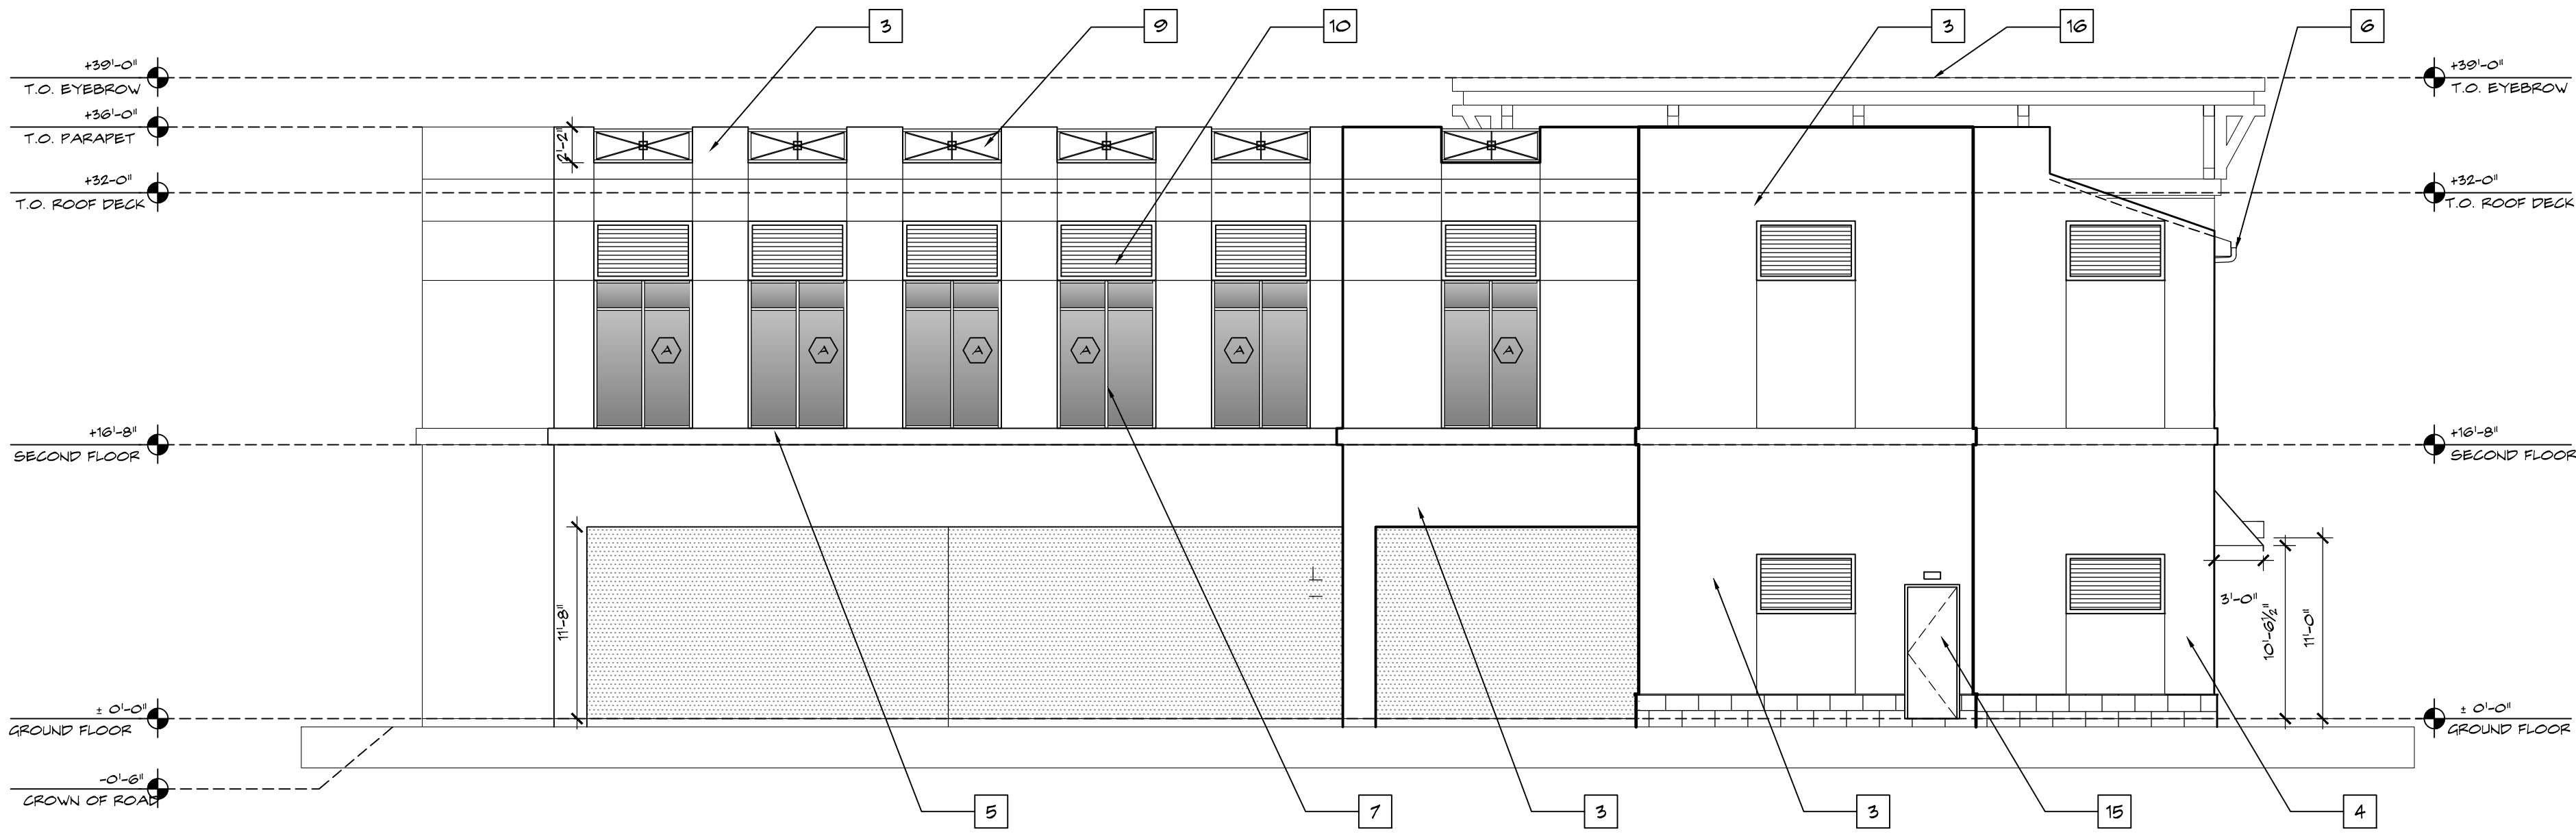 3
9
10
3
16
6
+39'-0"
T.O. EYEBROW
+39'-0"
T.O. EYEBROW
+36'-0"
T.O. PARAPET
2'-2"
+32-0"
T.O. ROOF DECK
+32-0"
T.O. ROOF DECK
A
A
A
A
A
A
+16'-8"
SECOND FLOOR
+16'-8"
SECOND FLOOR
11'-8"
3'-0"
10'-6½"
11'-0"
± 0'-0"
GROUND FLOOR
± 0'-0"
GROUND FLOOR
-0'-6"
CROWN OF ROAD
5
7
3
3
15
4